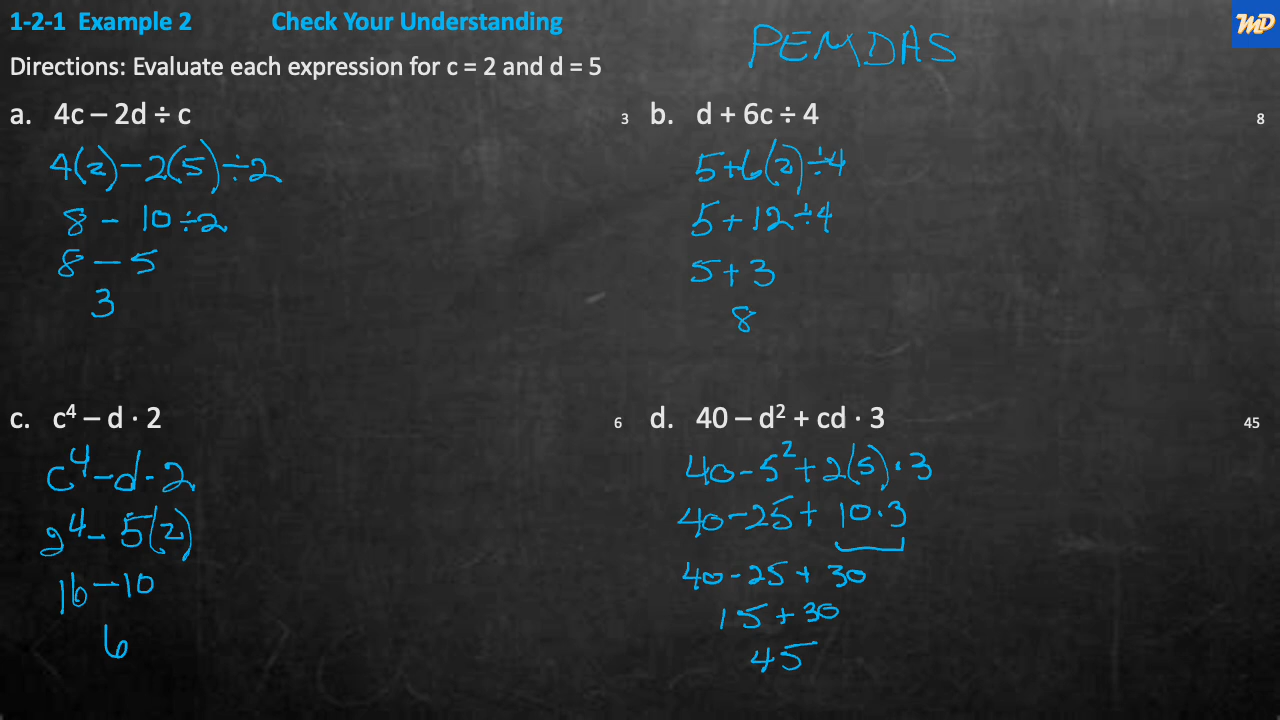 1-2-1 Example 2 Check Your Understanding
PEMDAS
MD
Directions: Evaluate each expression for c = 2 and d = 5
a. 4c – 2d ÷ c 3
4(2) – 2(5) ÷ 2
8 - 10 ÷ 2
8 – 5
3
b. d + 6c ÷ 4 8
5 + 6(2) ÷ 4
5 + 12 ÷ 4
5 + 3
8
c. c⁴ – d · 2 6
c⁴ – d · 2
2⁴ - 5(2)
16 – 10
6
d. 40 – d² + cd · 3 45
40 - 5² + 2(5) · 3
40 - 25 + 10 · 3
40 - 25 + 30
15 + 30
45